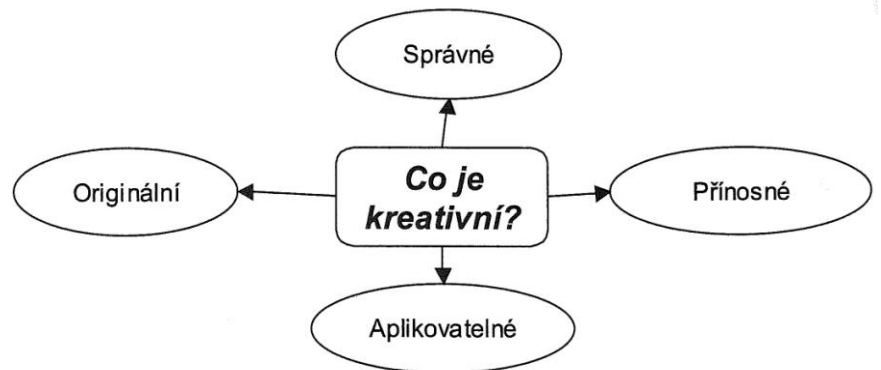 Správné
Originální
Co je
kreativní?
Přínosné
Aplikovatelné